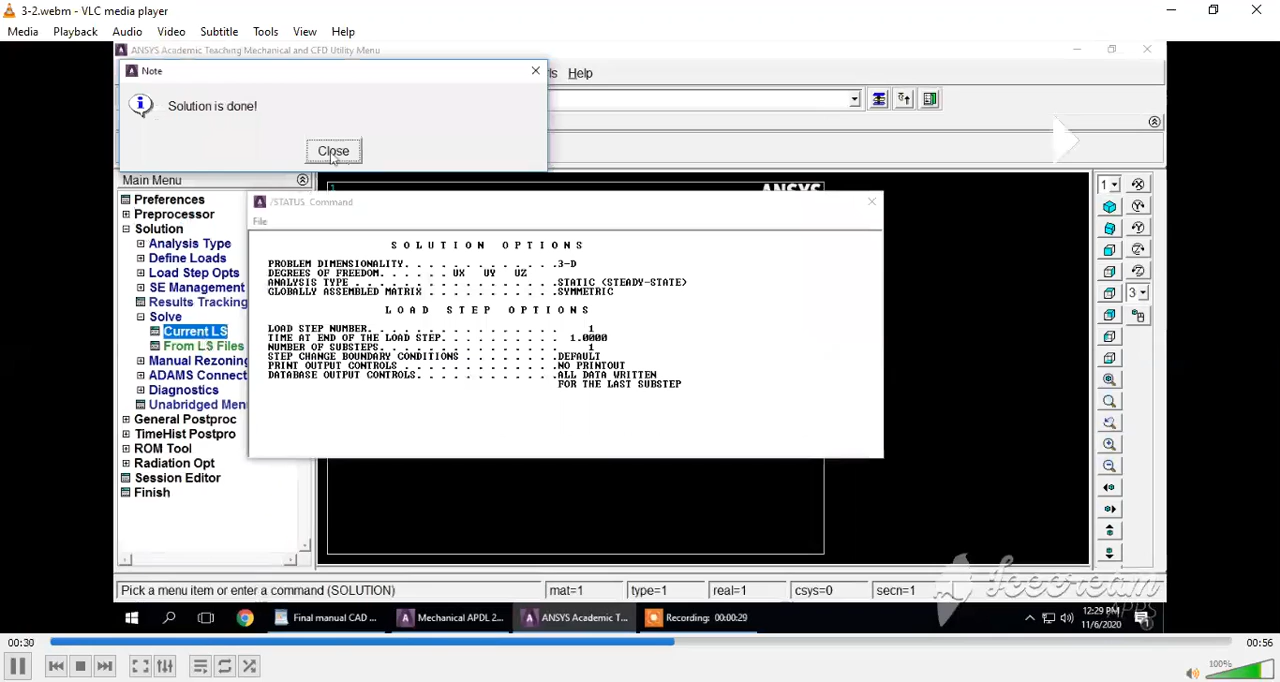 3-2.webm - VLC media player
Media Playback Audio Video Subtitle Tools View Help
ANSYS Academic Teaching Mechanical and CFD Utility Menu
Note
Help
Solution is done!
Close
Main Menu
1
ANSYS
1
Preferences
Preprocessor
Solution
Analysis Type
Define Loads
Load Step Opts
SE Management
Results Tracking
Solve
Current LS
From LS Files
Manual Rezoning
ADAMS Connect
Diagnostics
Unabridged Men
General Postproc
TimeHist Postpro
ROM Tool
Radiation Opt
Session Editor
Finish
/STATUS Command
File
SOLUTION OPTIONS
PROBLEM DIMENSIONALITY. . . . . . . . . . . . .3-D
DEGREES OF FREEDOM. . . . . . UX UY UZ
ANALYSIS TYPE . . . . . . . . . . . . . . . . .STATIC (STEADY-STATE)
GLOBALLY ASSEMBLED MATRIX . . . . . . . . . . .SYMMETRIC
LOAD STEP OPTIONS
LOAD STEP NUMBER. . . . . . . . . . . . . . . . 1
TIME AT END OF THE LOAD STEP. . . . . . . . . . 1.0000
NUMBER OF SUBSTEPS. . . . . . . . . . . . . . . 1
STEP CHANGE BOUNDARY CONDITIONS . . . . . . . .DEFAULT
PRINT OUTPUT CONTROLS . . . . . . . . . . . . .NO PRINTOUT
DATABASE OUTPUT CONTROLS. . . . . . . . . . . .ALL DATA WRITTEN
FOR THE LAST SUBSTEP
3
Pick a menu item or enter a command (SOLUTION) mat=1 type=1 real=1 csys=0 secn=1
Icecream
APPS
Final manual CAD ... Mechanical APDL 2... ANSYS Academic T... Recording: 00:00:29
12:29 PM
11/6/2020
1
00:30 00:56
100%